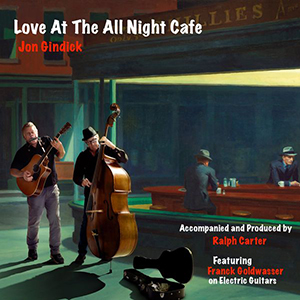 LLIES
Love At The All Night Cafe
Jon Gindick
Accompanied and Produced by
Ralph Carter
Featuring
Franck Goldwasser
on Electric Guitars